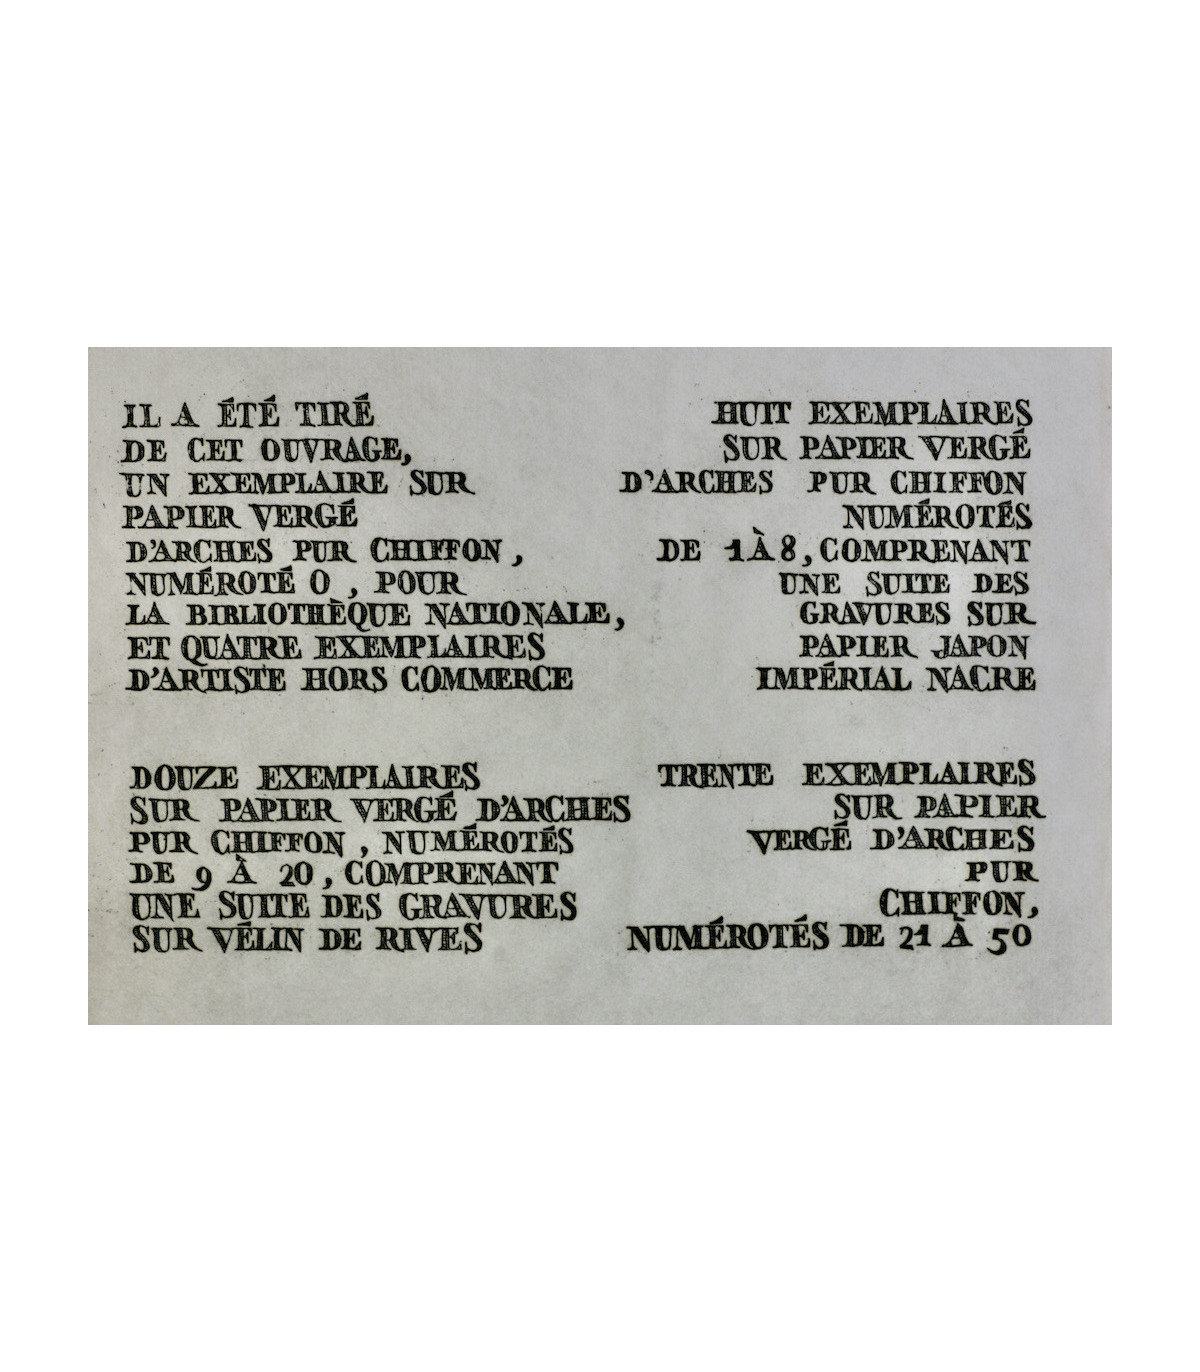 IL A ÉTÉ TIRÉ
DE CET OUVRAGE,
UN EXEMPLAIRE SUR
PAPIER VERGÉ
D'ARCHES PUR CHIFFON,
NUMÉROTÉ 0, POUR
LA BIBLIOTHÈQUE NATIONALE,
ET QUATRE EXEMPLAIRES
D'ARTISTE HORS COMMERCE
HUIT EXEMPLAIRES
SUR PAPIER VERGÉ
D'ARCHES PUR CHIFFON
NUMÉROTÉS
DE 1 À 8, COMPRENANT
UNE SUITE DES
GRAVURES SUR
PAPIER JAPON
IMPÉRIAL NACRE
DOUZE EXEMPLAIRES
SUR PAPIER VERGÉ D'ARCHES
PUR CHIFFON, NUMÉROTÉS
DE 9 À 20, COMPRENANT
UNE SUITE DES GRAVURES
SUR VÉLIN DE RIVES
TRENTE EXEMPLAIRES
SUR PAPIER
VERGÉ D'ARCHES
PUR
CHIFFON,
NUMÉROTÉS DE 21 À 50